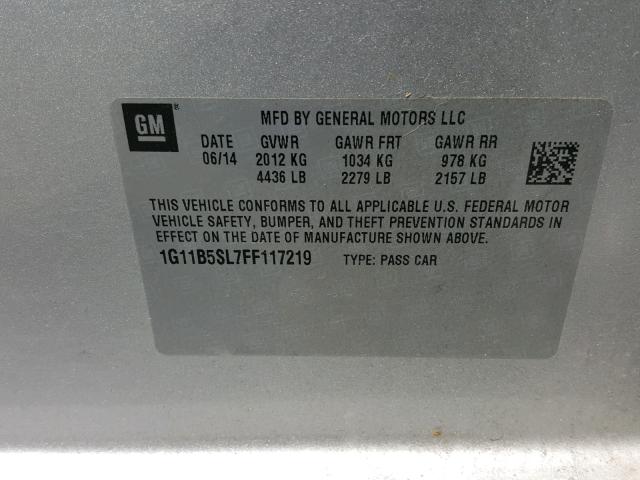 GM ®
MFD BY GENERAL MOTORS LLC
DATE GVWR GAWR FRT GAWR RR
06/14 2012 KG 1034 KG 978 KG
4436 LB 2279 LB 2157 LB
THIS VEHICLE CONFORMS TO ALL APPLICABLE U.S. FEDERAL MOTOR
VEHICLE SAFETY, BUMPER, AND THEFT PREVENTION STANDARDS IN
EFFECT ON THE DATE OF MANUFACTURE SHOWN ABOVE.
1G11B5SL7FF117219 TYPE: PASS CAR